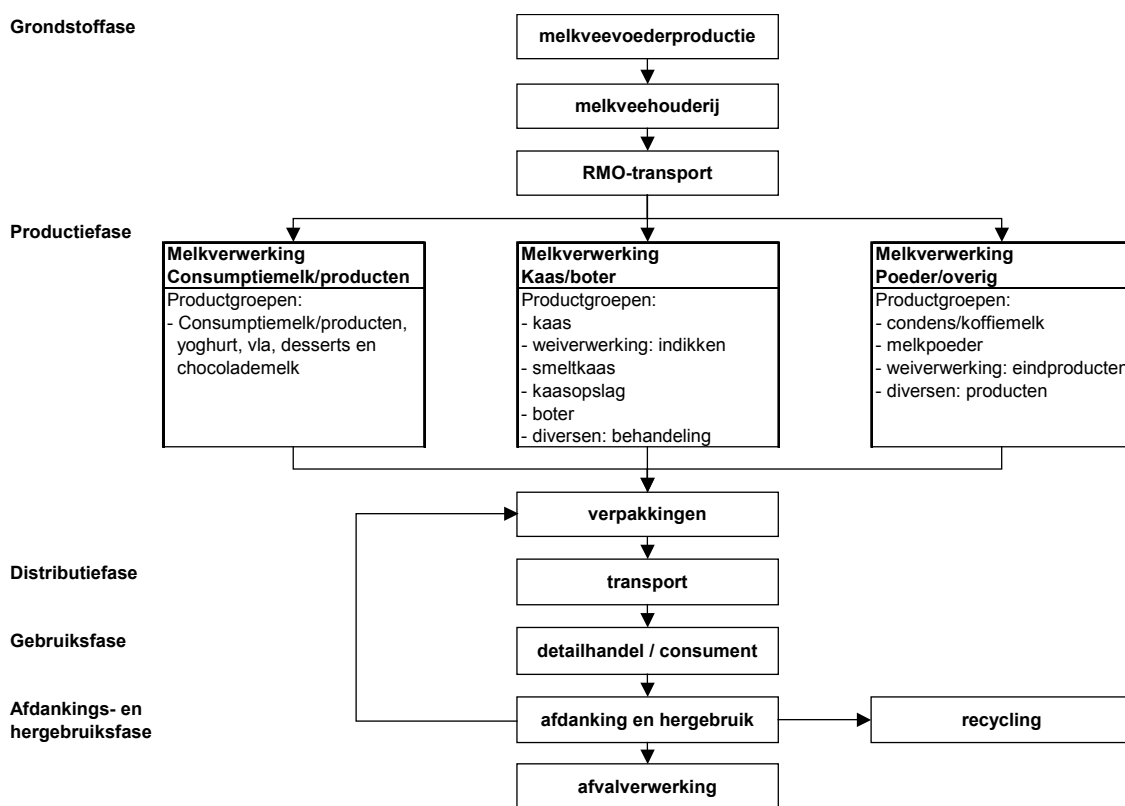 Grondstoffase
melkveevoederproductie
melkveehouderij
RMO-transport
Productiefase
Melkverwerking
Consumptiemelk/producten
Productgroepen:
- Consumptiemelk/producten,
yoghurt, vla, desserts en
chocolademelk
Melkverwerking
Kaas/boter
Productgroepen:
- kaas
- weiverwerking: indikken
- smeltkaas
- kaasopslag
- boter
- diversen: behandeling
Melkverwerking
Poeder/overig
Productgroepen:
- condens/koffiemelk
- melkpoeder
- weiverwerking: eindproducten
- diversen: producten
verpakkingen
Distributiefase
transport
Gebruiksfase
detailhandel / consument
Afdankings- en
hergebruiksfase
afdanking en hergebruik
recycling
afvalverwerking